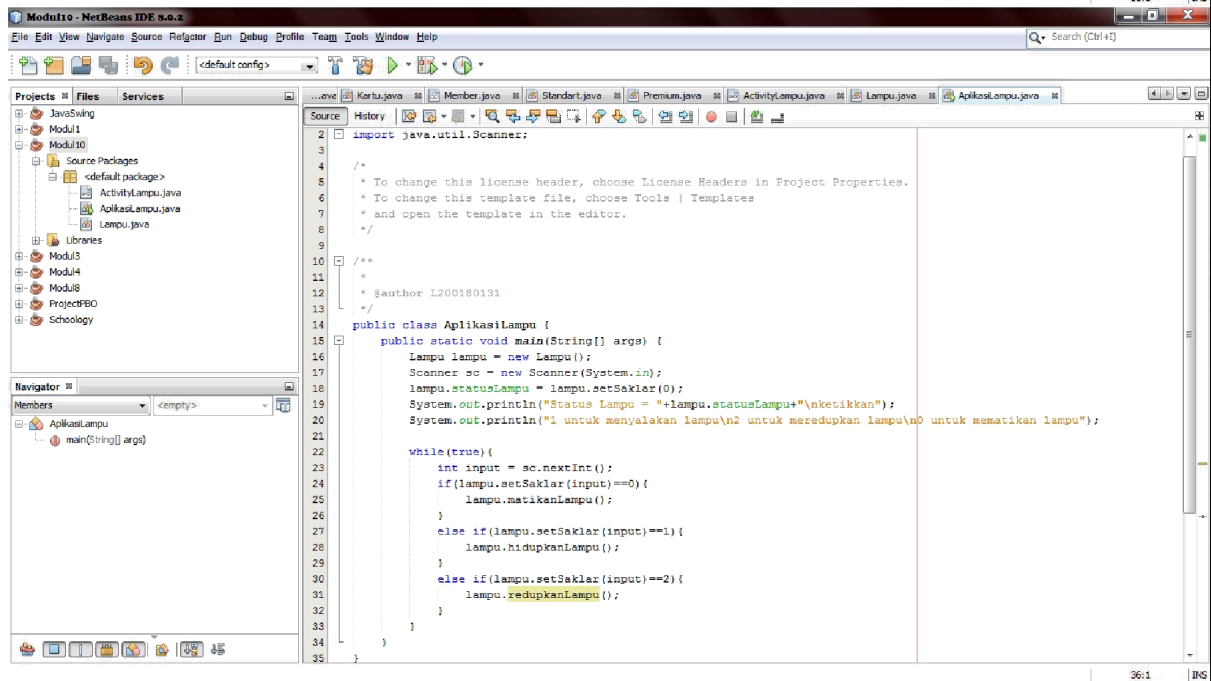 36:1 INS
Modul10 - NetBeans IDE 8.0.2
File Edit View Navigate Source Refactor Run Debug Profile Team Tools Window Help
Search (Ctrl+I)
<default config>
Projects Files Services
JavaSwing
Modul1
Modul10
Source Packages
<default package>
ActivityLampu.java
AplikasiLampu.java
Lampu.java
Libraries
Modul3
Modul4
Modul8
ProjectPBO
Schoology
Navigator
Members <empty>
AplikasiLampu
main(String[] args)
...ava Kartu.java Member.java Standart.java Premium.java ActivityLampu.java Lampu.java AplikasiLampu.java
Source History
2 import java.util.Scanner;
3
4 /*
5 * To change this license header, choose License Headers in Project Properties.
6 * To change this template file, choose Tools | Templates
7 * and open the template in the editor.
8 */
9
10 /**
11 *
12 * @author L200180131
13 */
14 public class AplikasiLampu {
15 public static void main(String[] args) {
16 Lampu lampu = new Lampu();
17 Scanner sc = new Scanner(System.in);
18 lampu.statusLampu = lampu.setSaklar(0);
19 System.out.println("Status Lampu = "+lampu.statusLampu+"\nketikkan");
20 System.out.println("1 untuk menyalakan lampu\n2 untuk meredupkan lampu\n0 untuk mematikan lampu");
21
22 while(true){
23 int input = sc.nextInt();
24 if(lampu.setSaklar(input)==0){
25 lampu.matikanLampu();
26 }
27 else if(lampu.setSaklar(input)==1){
28 lampu.hidupkanLampu();
29 }
30 else if(lampu.setSaklar(input)==2){
31 lampu.redupkanLampu();
32 }
33 }
34 }
35 }
36:1 INS